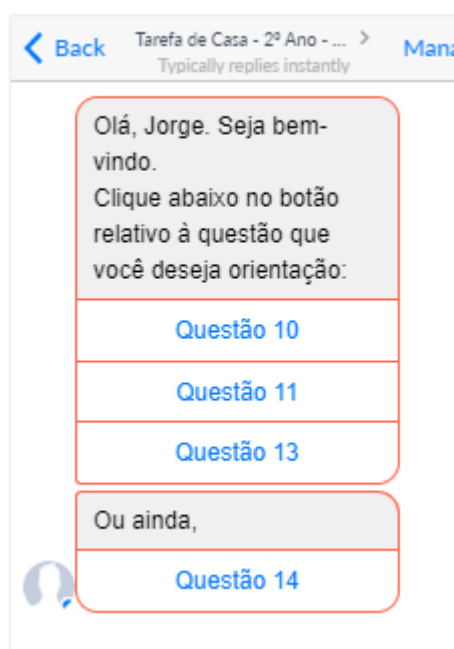 Back
Tarefa de Casa - 2º Ano - ... >
Mana
Typically replies instantly
Olá, Jorge. Seja bem-
vindo.
Clique abaixo no botão
relativo à questão que
você deseja orientação:
Questão 10
Questão 11
Questão 13
Ou ainda,
Questão 14